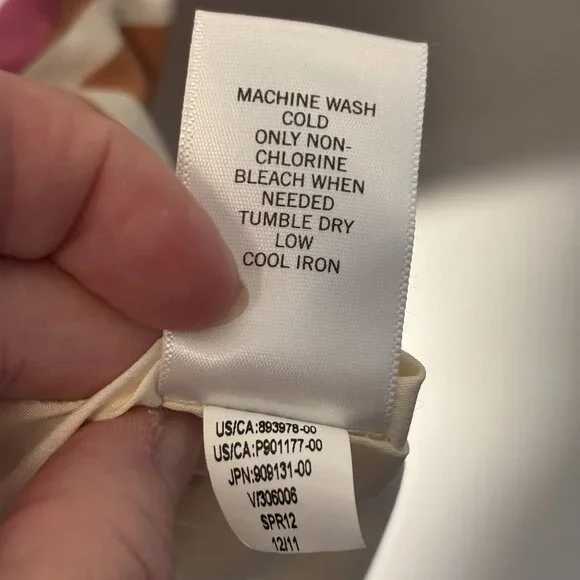 MACHINE WASH
COLD
ONLY NON-
CHLORINE
BLEACH WHEN
NEEDED
TUMBLE DRY
LOW
COOL IRON
US/CA:893978-00
US/CA:P901177-00
JPN:909131-00
V/306006
SPR12
12/11